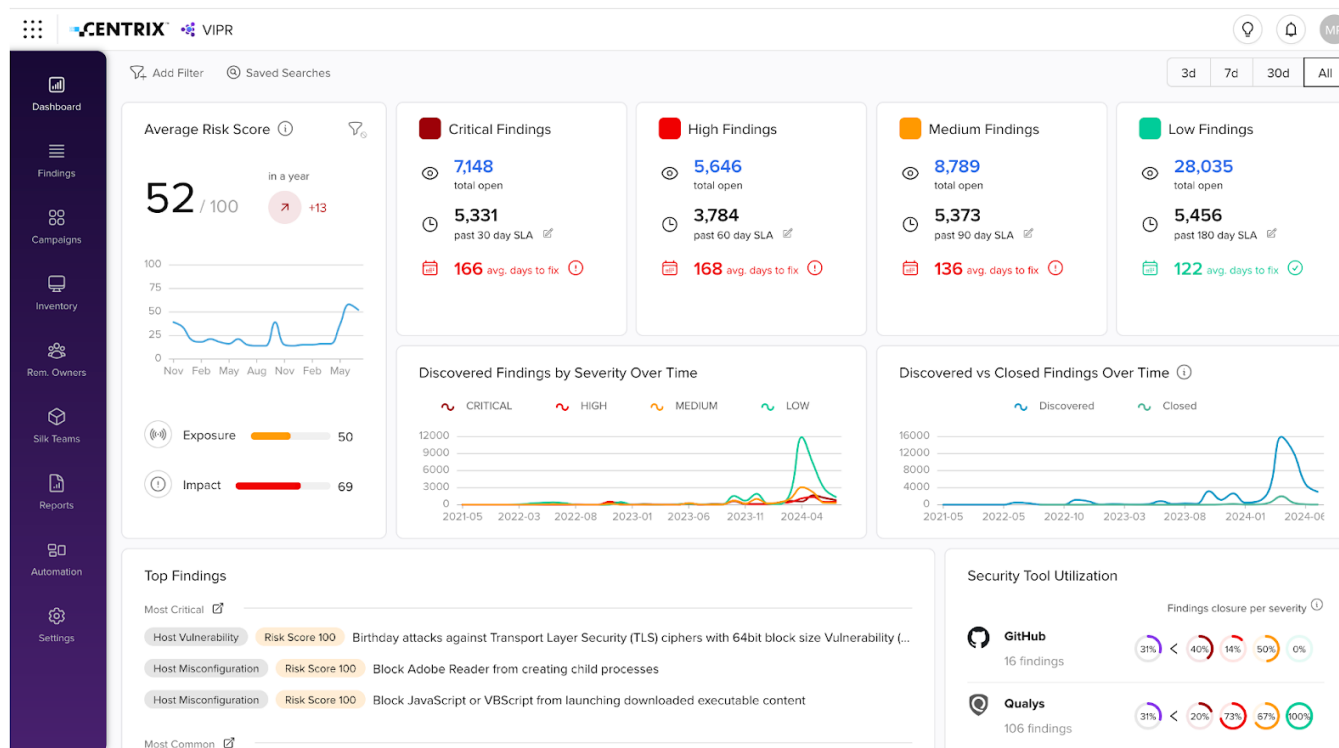 CENTRIX™ VIPR
Dashboard
Findings
Campaigns
Inventory
Rem. Owners
Silk Teams
Reports
Automation
Settings
Add Filter Saved Searches
3d 7d 30d All
Average Risk Score
52 / 100
in a year
+13
100
75
50
25
0
Nov Feb May Aug Nov Feb May
Exposure 50
Impact 69
Critical Findings
7,148
total open
5,331
past 30 day SLA
166 avg. days to fix
High Findings
5,646
total open
3,784
past 60 day SLA
168 avg. days to fix
Medium Findings
8,789
total open
5,373
past 90 day SLA
136 avg. days to fix
Low Findings
28,035
total open
5,456
past 180 day SLA
122 avg. days to fix
Discovered Findings by Severity Over Time
CRITICAL HIGH MEDIUM LOW
12000
9000
6000
3000
0
2021-05 2022-03 2022-08 2023-01 2023-06 2023-11 2024-04
Discovered vs Closed Findings Over Time
Discovered Closed
16000
12000
8000
4000
0
2021-05 2022-05 2022-10 2023-03 2023-08 2024-01 2024-06
Top Findings
Most Critical
Host Vulnerability Risk Score 100 Birthday attacks against Transport Layer Security (TLS) ciphers with 64bit block size Vulnerability (...
Host Misconfiguration Risk Score 100 Block Adobe Reader from creating child processes
Host Misconfiguration Risk Score 100 Block JavaScript or VBScript from launching downloaded executable content
Most Common
Security Tool Utilization
Findings closure per severity
GitHub
16 findings
31% < 40% 14% 50% 0%
Qualys
106 findings
31% < 20% 73% 67% 100%